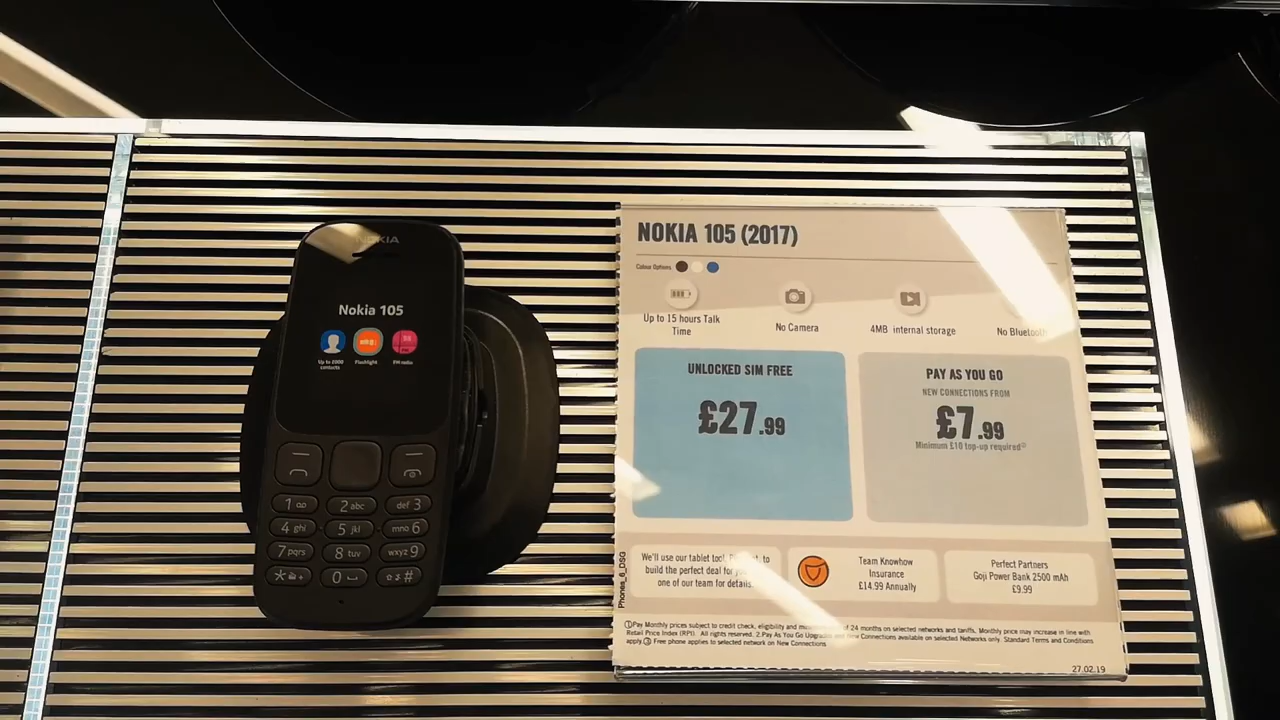 NOKIA
Nokia 105
Up to 2000 contacts
Flashlight
FM radio
1
2 abc
def 3
4 ghi
5 jkl
mno 6
7 pqrs
8 tuv
wxyz 9
*
0
#
NOKIA 105 (2017)
Colour Options
Up to 15 hours Talk
Time
No Camera
4MB internal storage
No Bluetooth
UNLOCKED SIM FREE
£27.99
PAY AS YOU GO
NEW CONNECTIONS FROM
£7.99
Minimum £10 top-up required
We'll use our tablet tool, to
build the perfect deal for
one of our team for details.
Team Knowhow
Insurance
£14.99 Annually
Perfect Partners
Goji Power Bank 2500 mAh
£9.99
Phones_6_DSG
①Pay Monthly prices subject to credit check, eligibility and of 24 months on selected networks and tariffs. Monthly price may increase in line with
Retail Price Index (RPI). All rights reserved. 2.Pay As You Go and New Connections available on selected Networks only. Standard Terms and Conditions
apply.③ Free phone applies to selected network on New Connections.
27.02.19